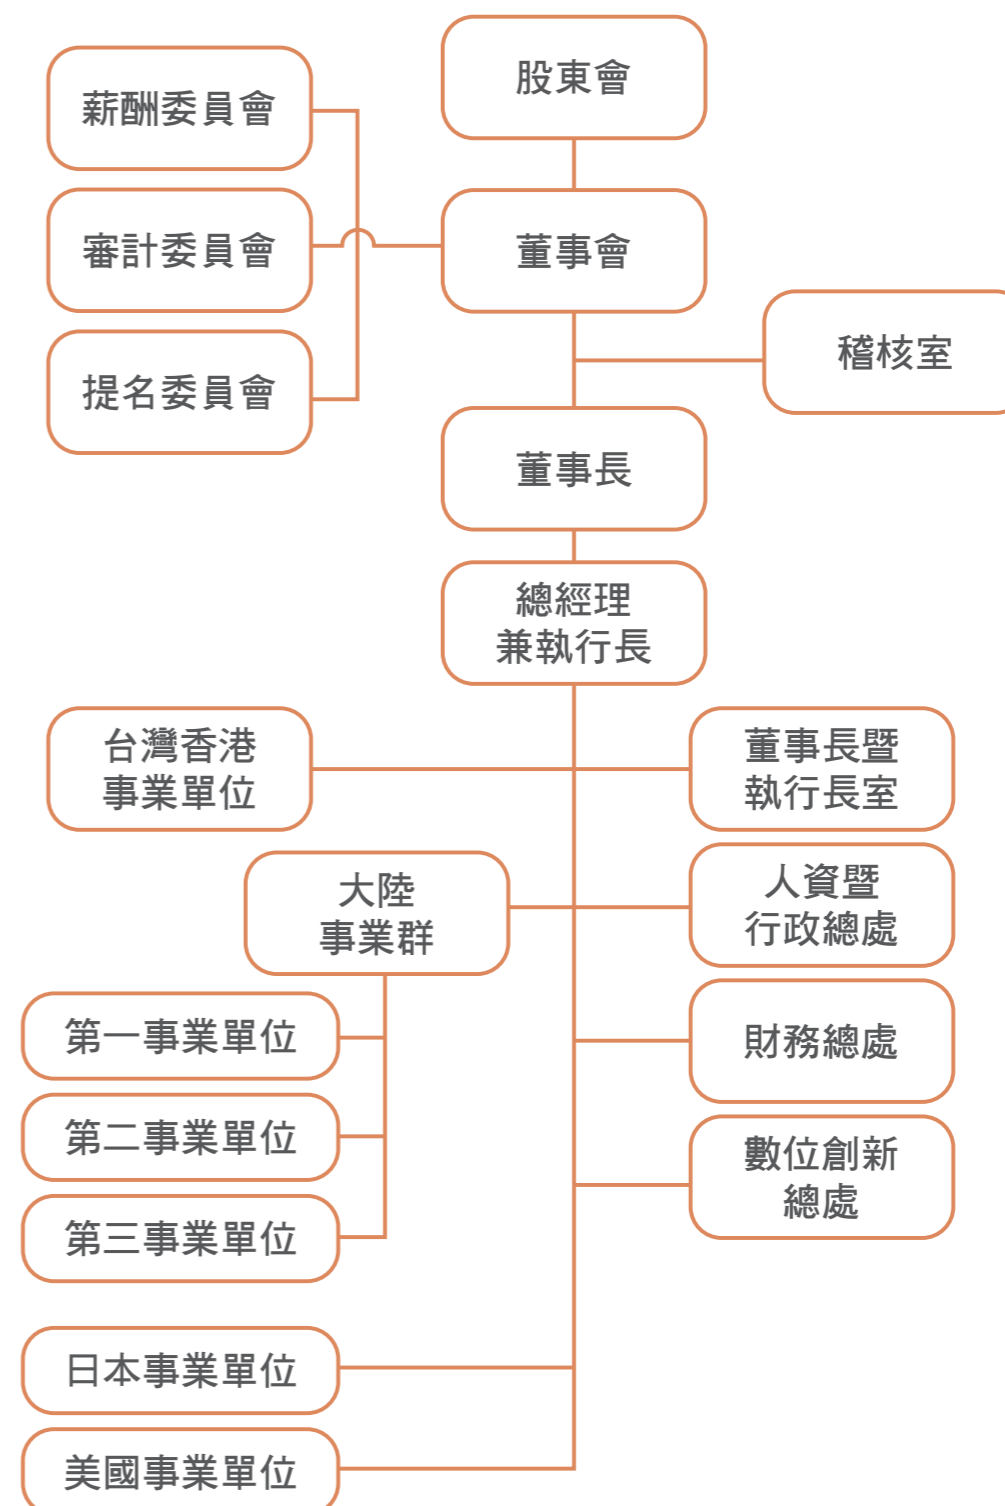 股東會
薪酬委員會
審計委員會
提名委員會
董事會
稽核室
董事長
總經理
兼執行長
台灣香港
事業單位
董事長暨
執行長室
大陸
事業群
人資暨
行政總處
第一事業單位
第二事業單位
第三事業單位
財務總處
數位創新
總處
日本事業單位
美國事業單位